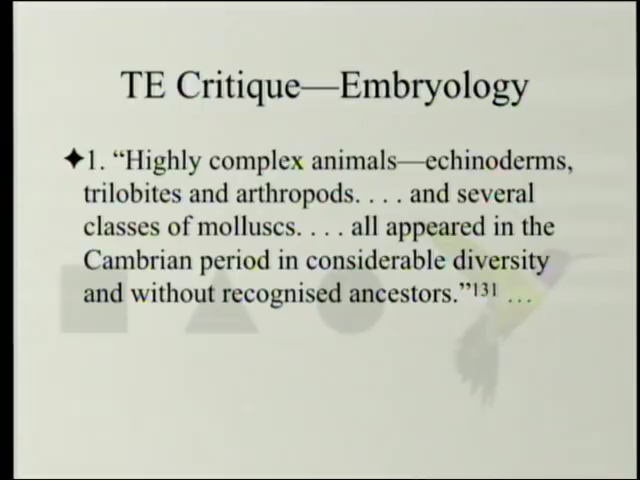 TE Critique—Embryology
✦1. “Highly complex animals—echinoderms,
trilobites and arthropods. . . . and several
classes of molluscs. . . . all appeared in the
Cambrian period in considerable diversity
and without recognised ancestors.”131 …